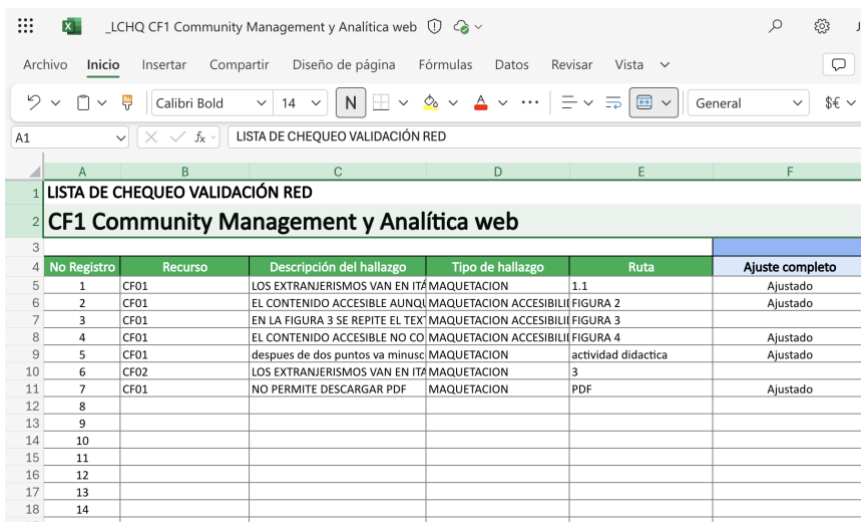 _LCHQ CF1 Community Management y Analítica web
Archivo Inicio Insertar Compartir Diseño de página Fórmulas Datos Revisar Vista
Calibri Bold 14 N General $€
A1 fx LISTA DE CHEQUEO VALIDACIÓN RED
A B C D E F
1 LISTA DE CHEQUEO VALIDACIÓN RED
2 CF1 Community Management y Analítica web
3
4 No Registro Recurso Descripción del hallazgo Tipo de hallazgo Ruta Ajuste completo
5 1 CF01 LOS EXTRANJERISMOS VAN EN ITÁ MAQUETACION 1.1 Ajustado
6 2 CF01 EL CONTENIDO ACCESIBLE AUNQU MAQUETACION ACCESIBILI FIGURA 2 Ajustado
7 3 CF01 EN LA FIGURA 3 SE REPITE EL TEX MAQUETACION ACCESIBILI FIGURA 3
8 4 CF01 EL CONTENIDO ACCESIBLE NO CO MAQUETACION ACCESIBILI FIGURA 4 Ajustado
9 5 CF01 despues de dos puntos va minusc MAQUETACION actividad didactica Ajustado
10 6 CF02 LOS EXTRANJERISMOS VAN EN ITA MAQUETACION 3
11 7 CF01 NO PERMITE DESCARGAR PDF MAQUETACION PDF Ajustado
12 8
13 9
14 10
15 11
16 12
17 13
18 14